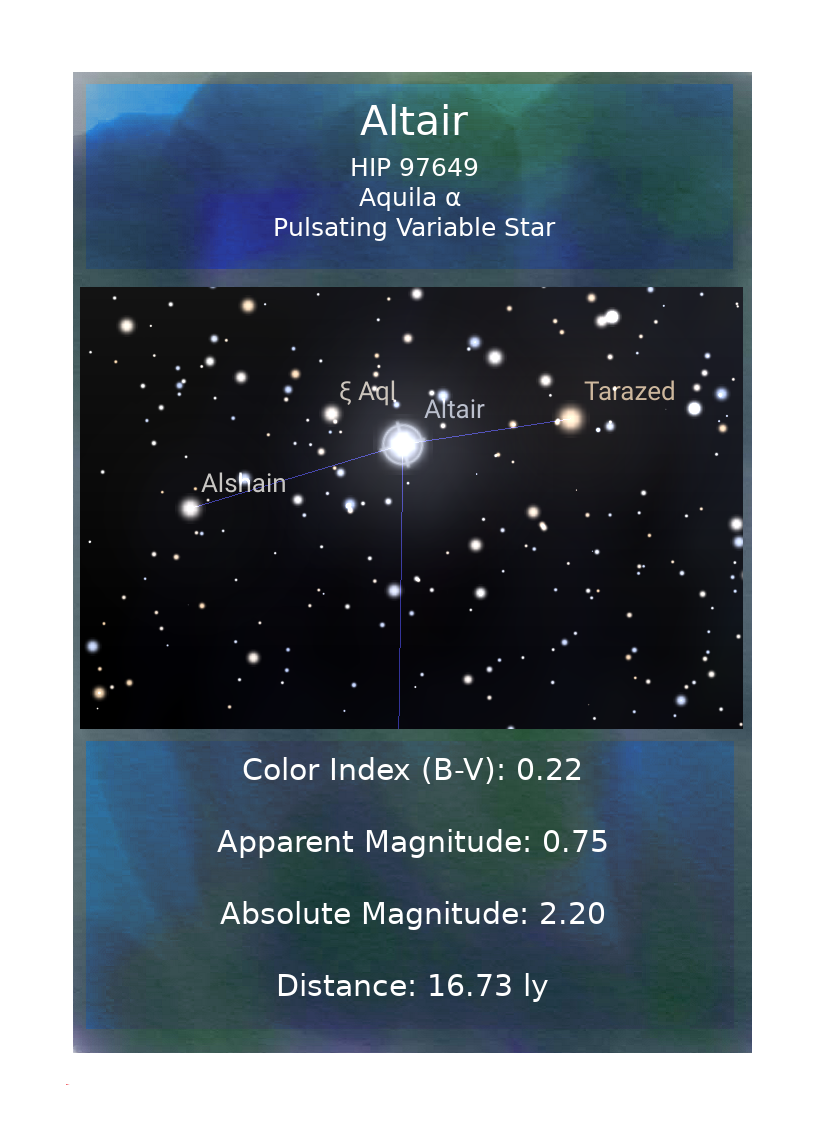 Altair
HIP 97649
Aquila α
Pulsating Variable Star
ξ Aql
Altair
Tarazed
Alshain
Color Index (B-V): 0.22
Apparent Magnitude: 0.75
Absolute Magnitude: 2.20
Distance: 16.73 ly